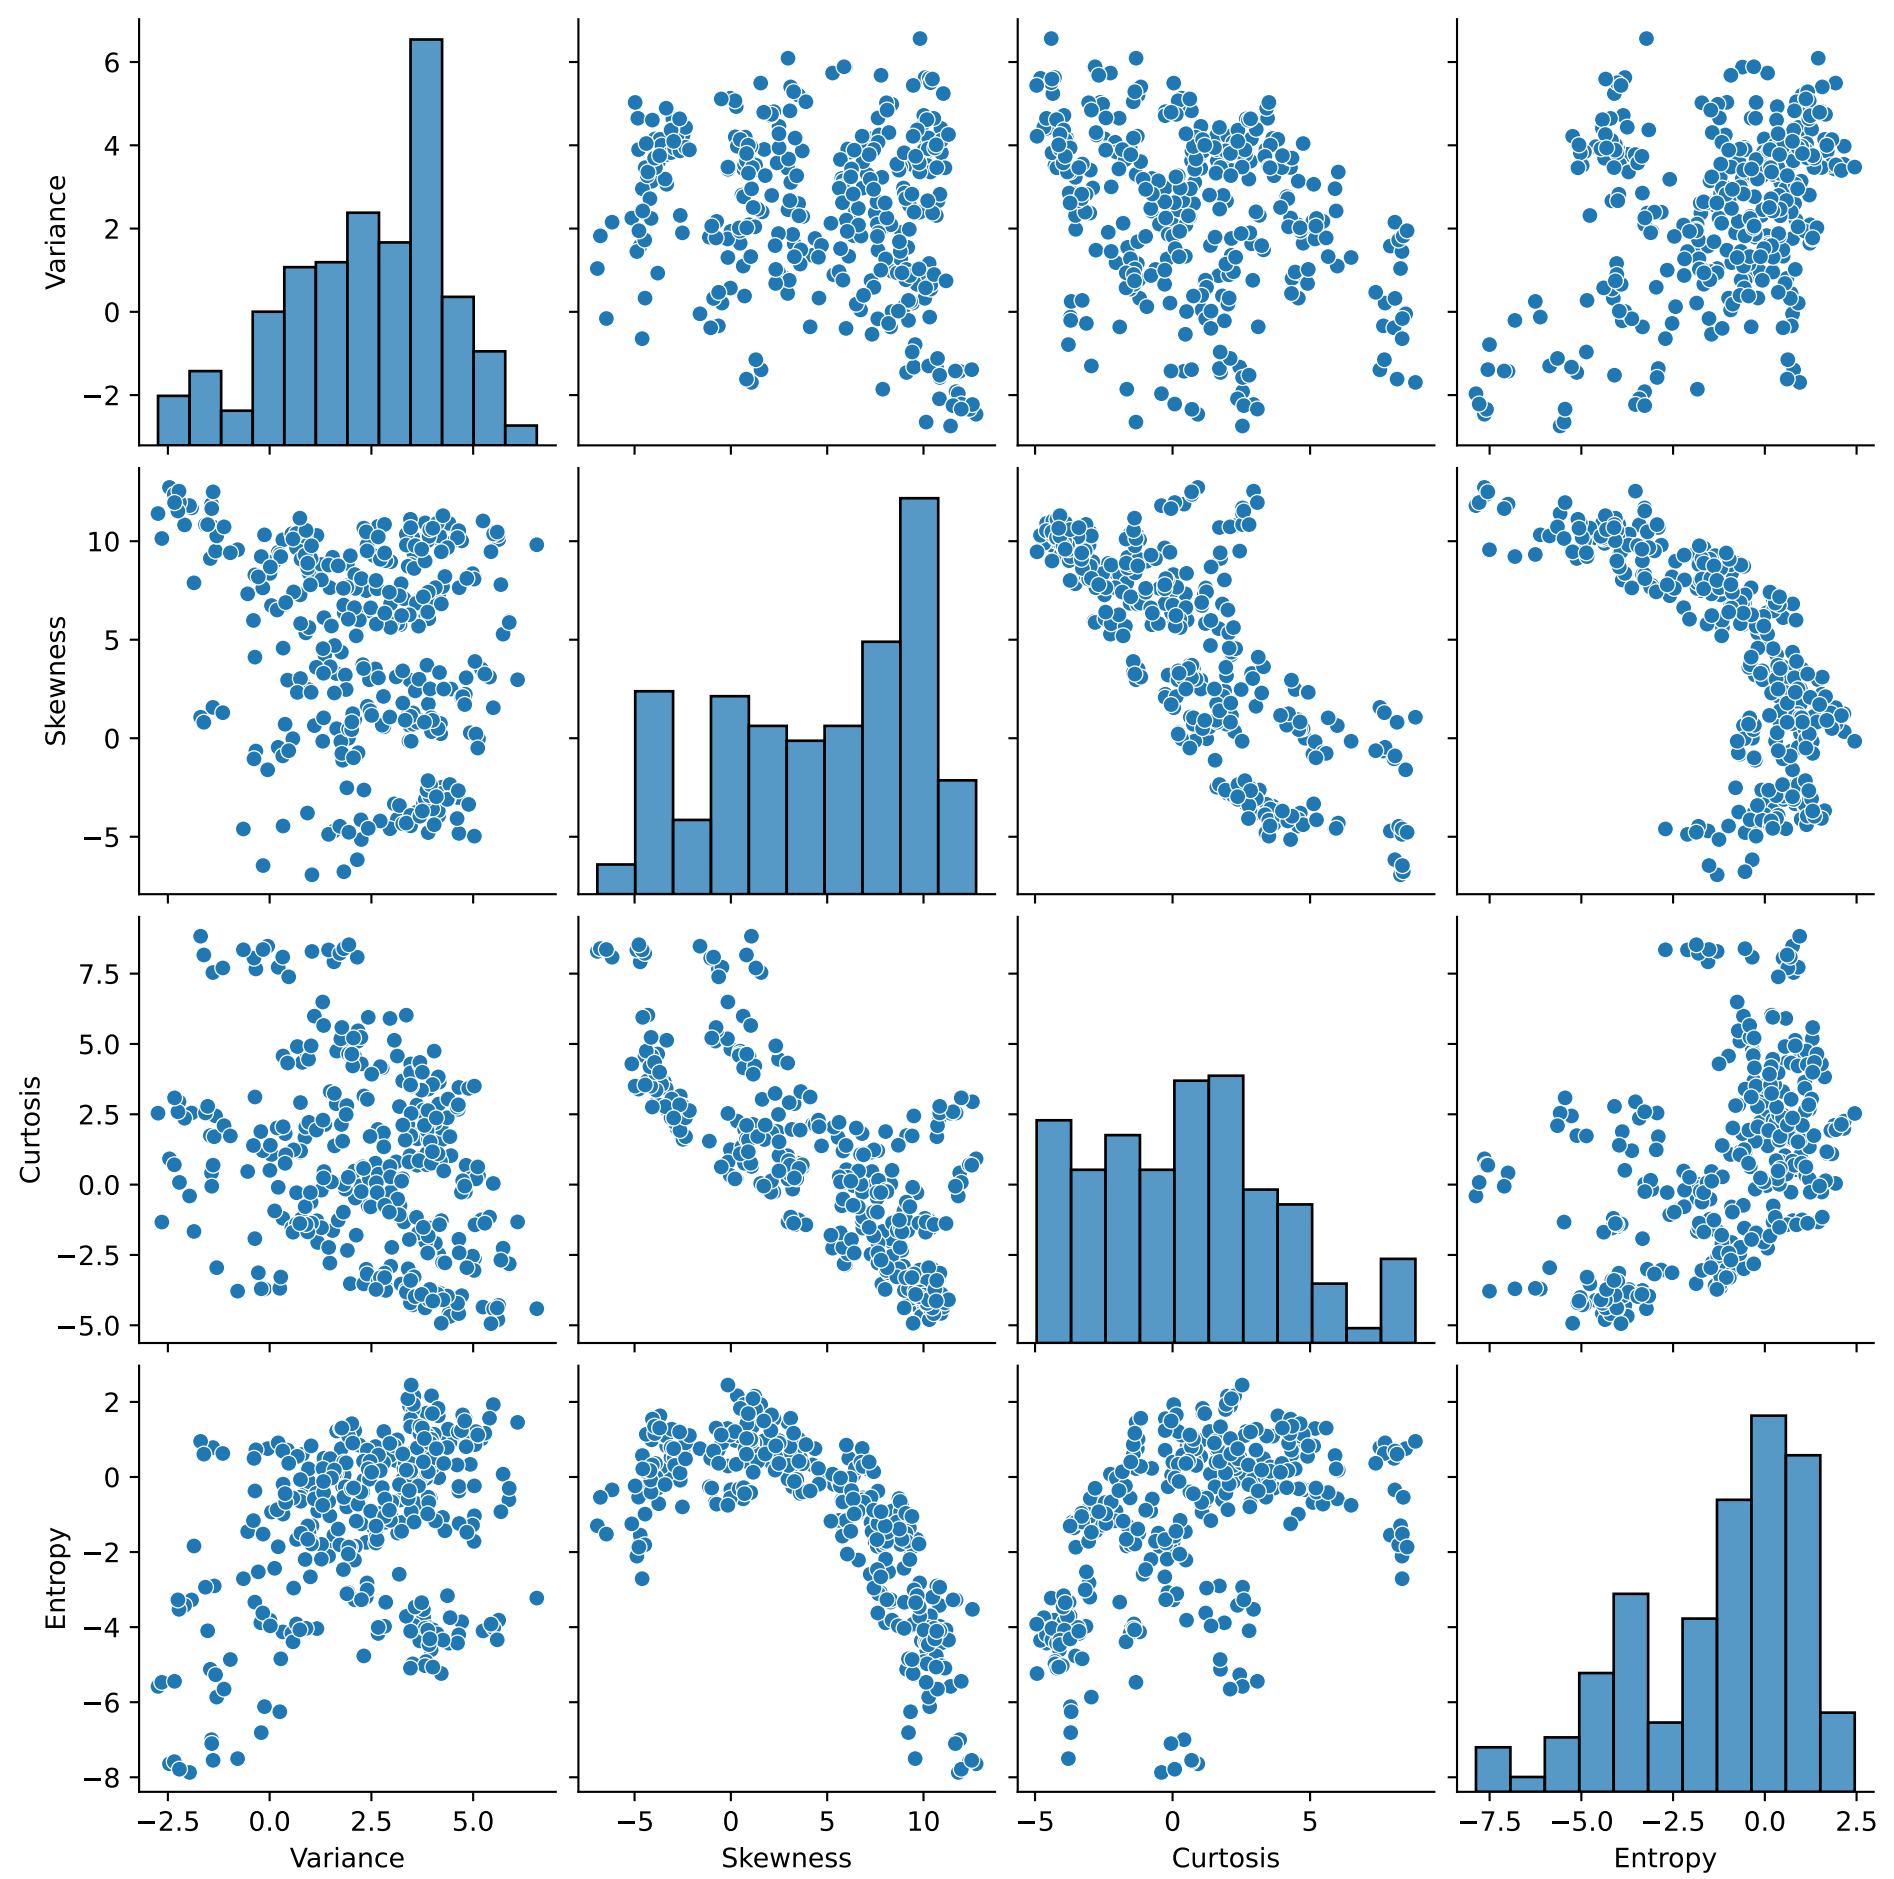 6
4
2
0
−2
Variance
10
5
0
−5
Skewness
7.5
5.0
2.5
0.0
−2.5
−5.0
Curtosis
2
0
−2
−4
−6
−8
Entropy
−2.5 0.0 2.5 5.0
−5 0 5 10
−5 0 5
−7.5 −5.0 −2.5 0.0 2.5
Variance Skewness Curtosis Entropy